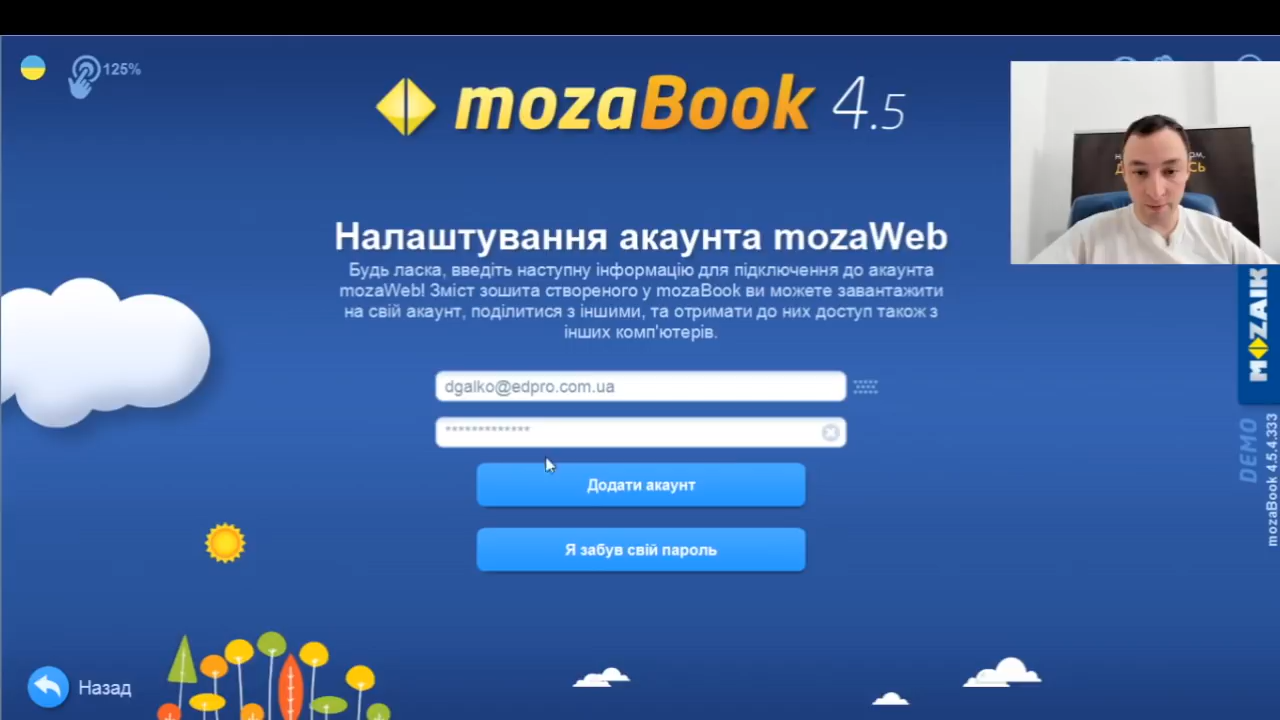 125%
mozaBook 4.5
Налаштування акаунта mozaWeb
Будь ласка, введіть наступну інформацію для підключення до акаунта
mozaWeb! Зміст зошита створеного у mozaBook ви можете завантажити
на свій акаунт, поділитися з іншими, та отримати до них доступ також з
інших комп'ютерів.
dgalko@edpro.com.ua
*************
Додати акаунт
Я забув свій пароль
Назад
MOZAIK
DEMO
mozaBook 4.5.4.333